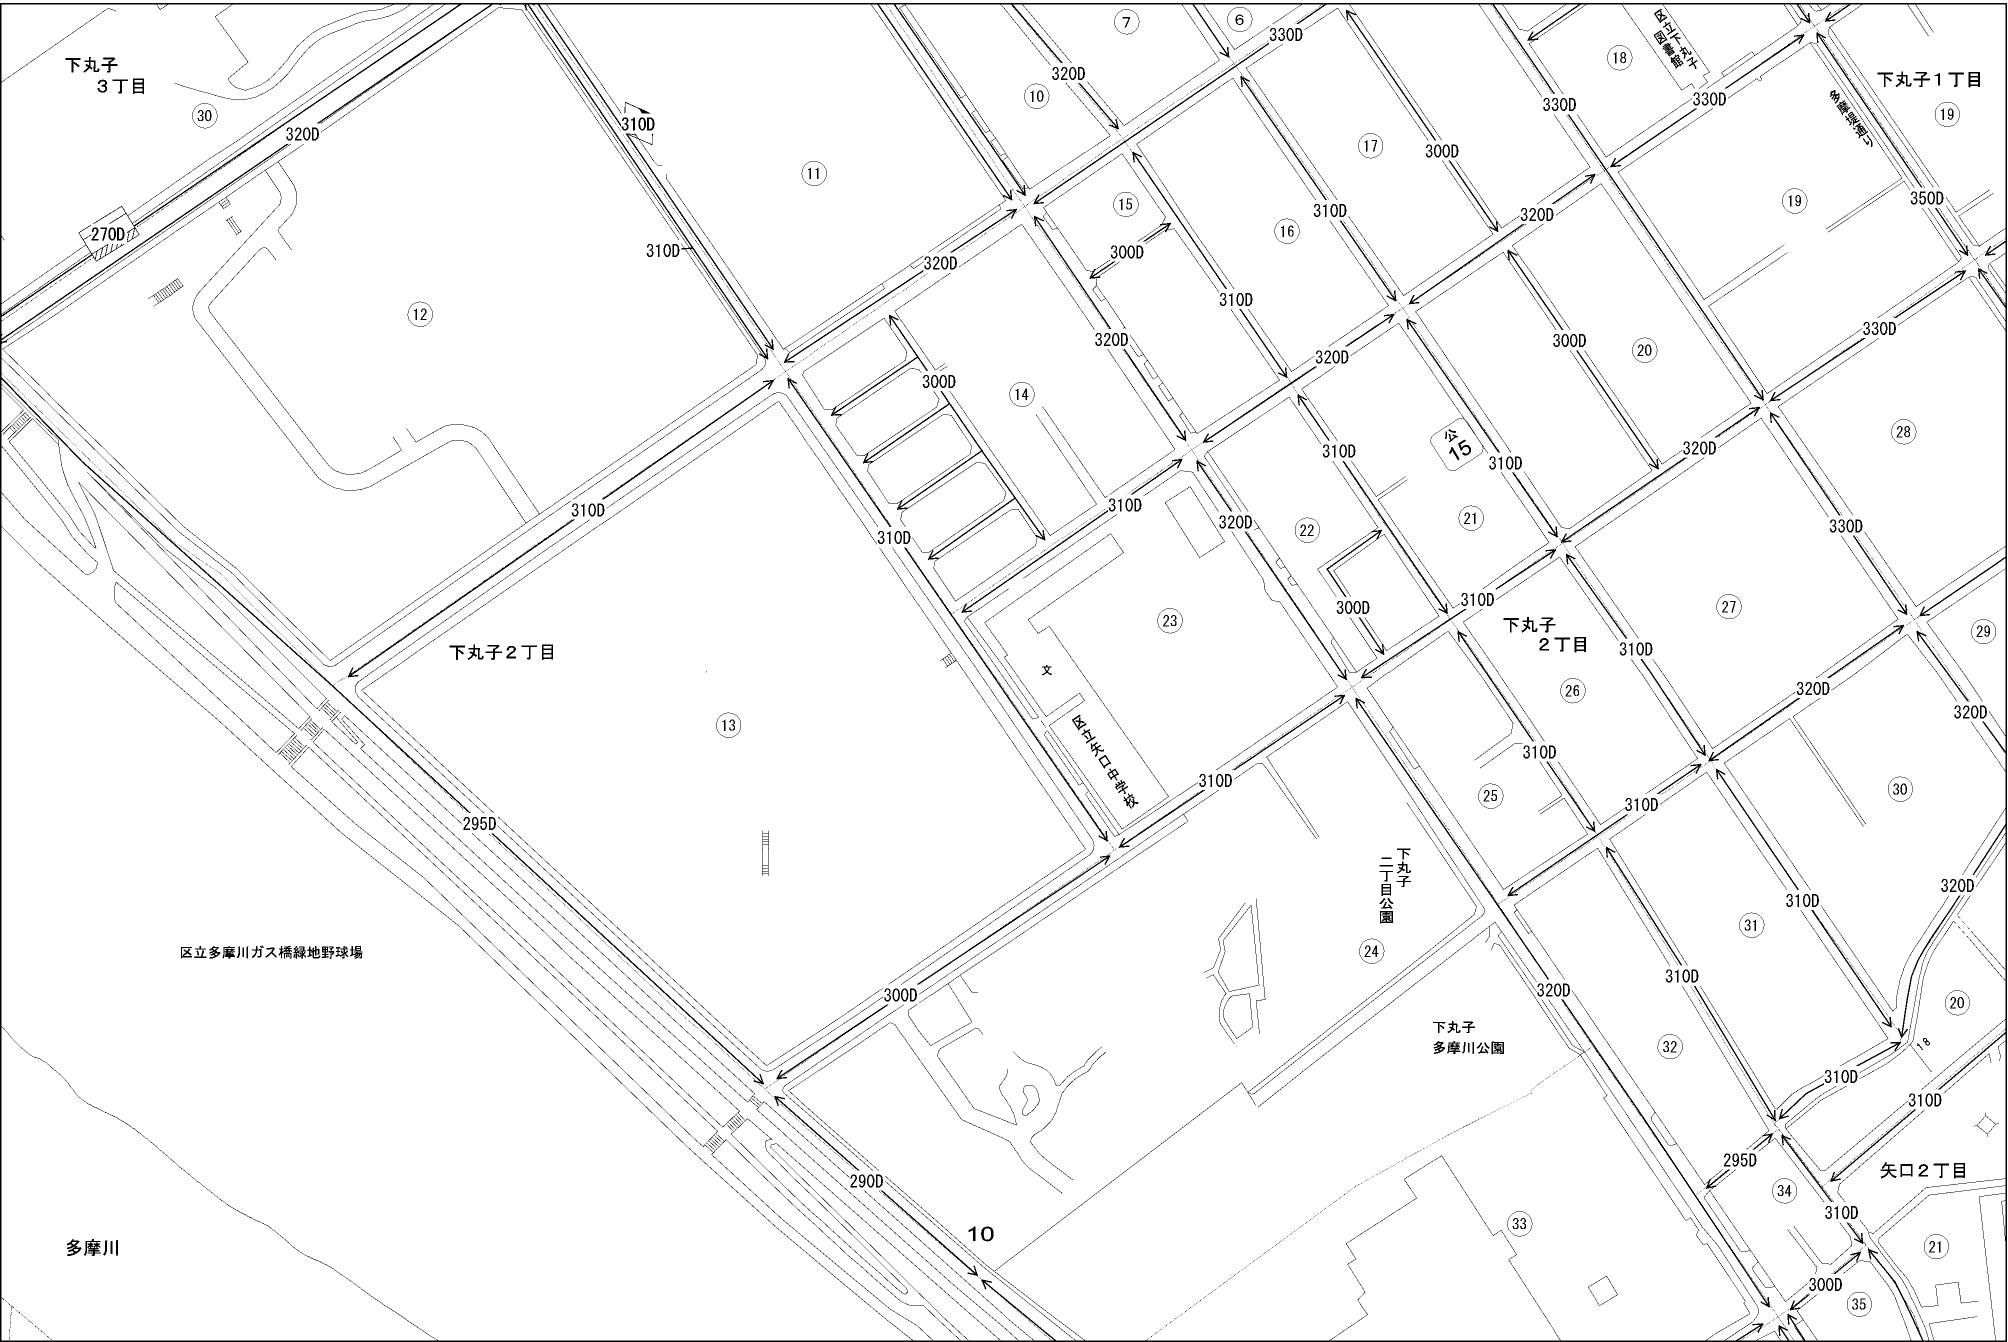 7
6
330D
下丸子
3丁目
30
320D
10
320D
310D
11
区立下丸子
図書館
18
下丸子1丁目
19
330D
330D
多摩堤通り
17
300D
15
16
310D
320D
19
350D
270D
310D
320D
300D
12
310D
320D
320D
300D
20
330D
300D
14
公
15
28
310D
310D
320D
310D
310D
310D
320D
22
21
330D
300D
310D
23
下丸子
2丁目
27
29
310D
下丸子2丁目
文
26
320D
320D
13
区立矢口中学校
310D
310D
25
310D
30
295D
下丸子
二丁目公園
24
310D
320D
31
区立多摩川ガス橋緑地野球場
300D
320D
310D
20
下丸子
多摩川公園
32
18
310D
310D
295D
矢口2丁目
290D
34
310D
10
33
21
多摩川
300D
35